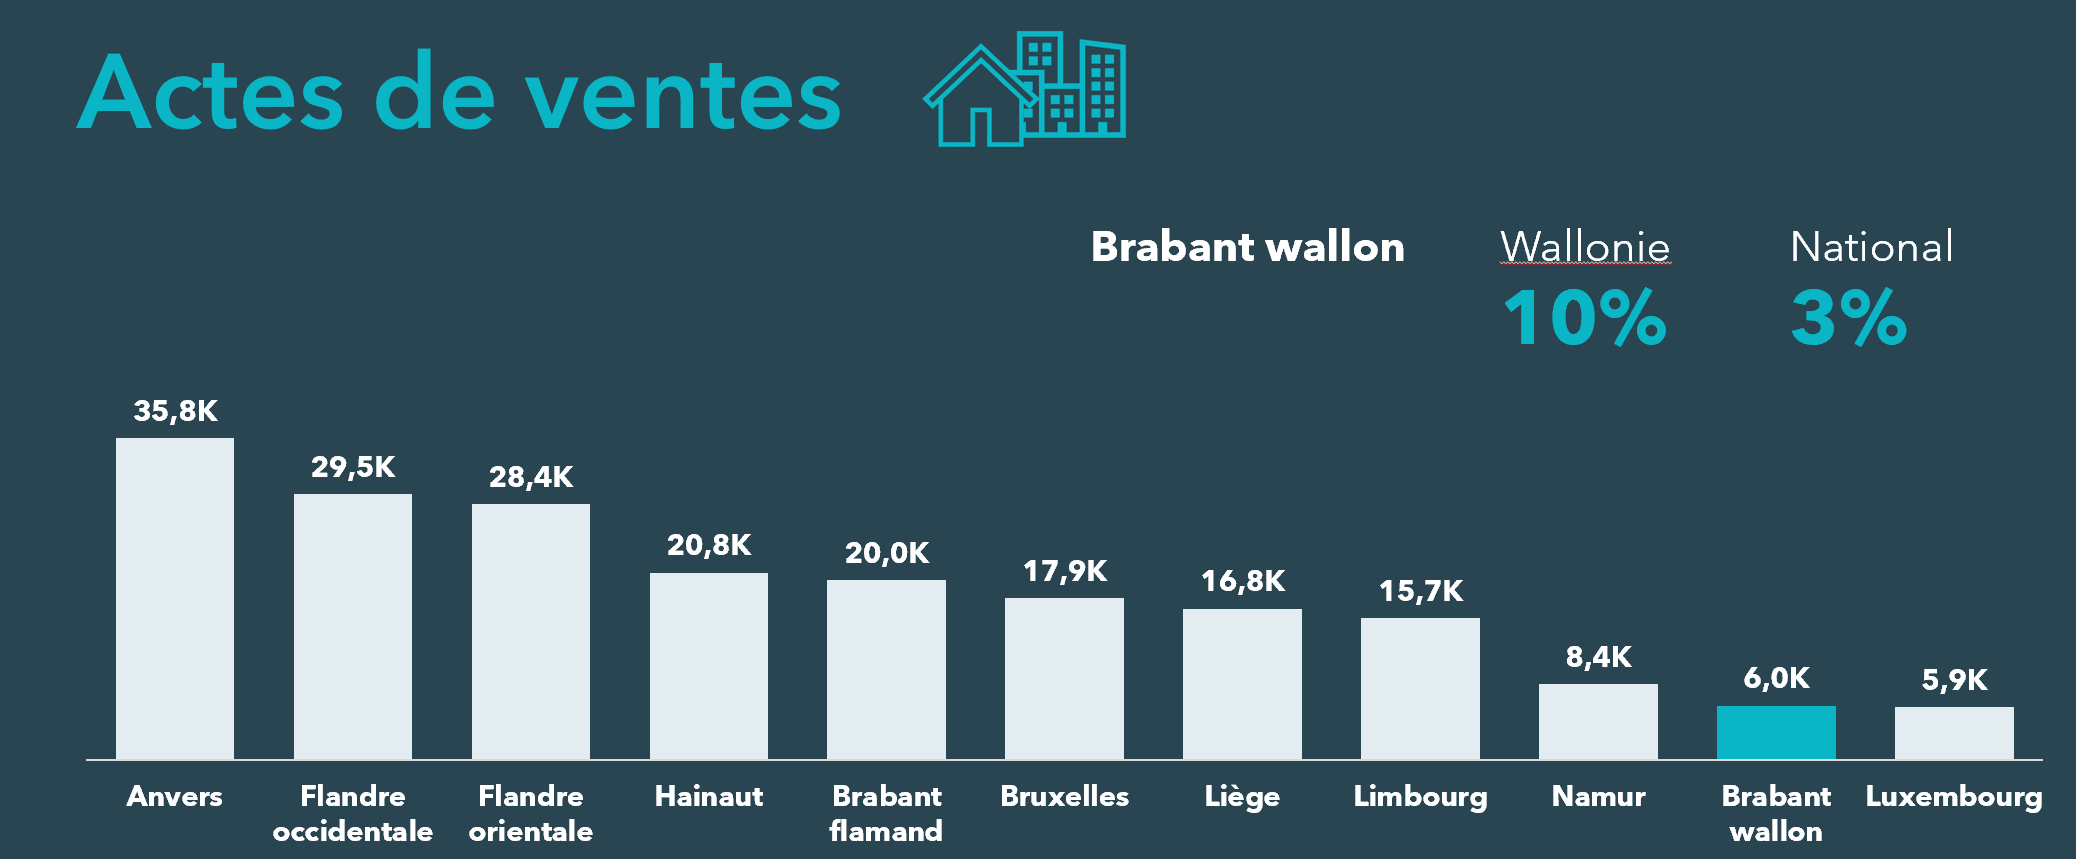 Actes de ventes
Brabant wallon
Wallonie
National
10%
3%
35,8K
29,5K
28,4K
20,8K
20,0K
17,9K
16,8K
15,7K
8,4K
6,0K
5,9K
Anvers
Flandre
occidentale
Flandre
orientale
Hainaut
Brabant
flamand
Bruxelles
Liège
Limbourg
Namur
Brabant
wallon
Luxembourg